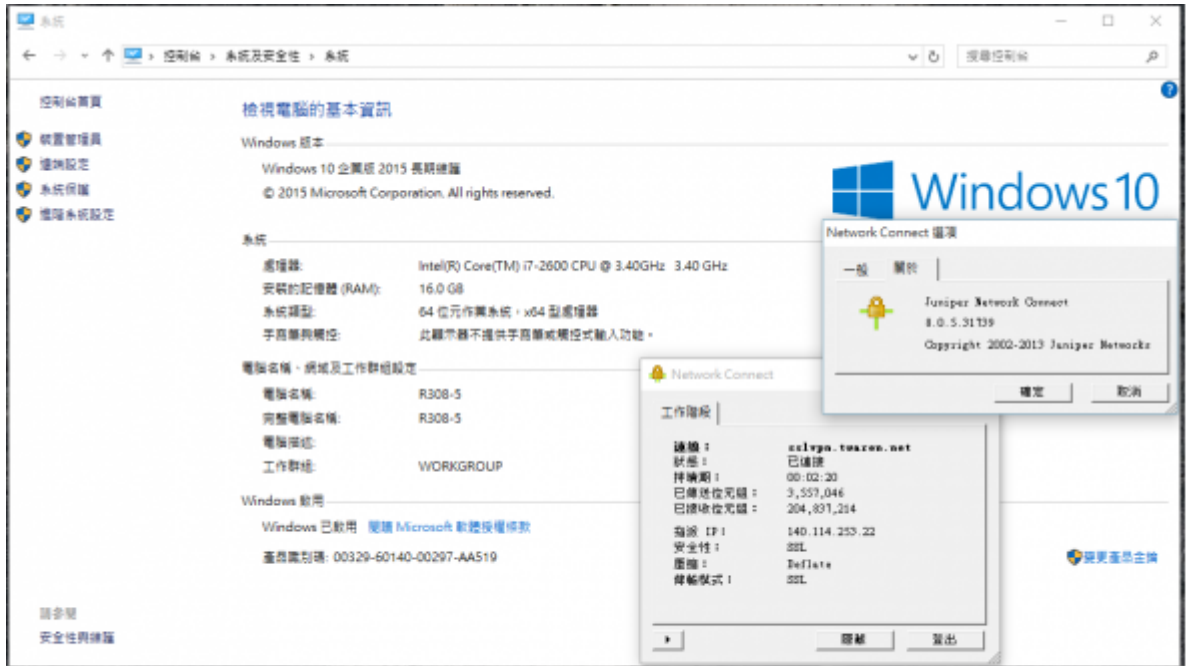 系統
控制台 › 系統及安全性 › 系統
搜尋控制台
控制台首頁
裝置管理員
遠端設定
系統保護
進階系統設定
檢視電腦的基本資訊
Windows 版本
Windows 10 企業版 2015 長期維護
© 2015 Microsoft Corporation. All rights reserved.
Windows 10
系統
處理器: Intel(R) Core(TM) i7-2600 CPU @ 3.40GHz 3.40 GHz
安裝的記憶體 (RAM): 16.0 GB
系統類型: 64 位元作業系統，x64 型處理器
手寫筆與觸控: 此顯示器不提供手寫筆或觸控式輸入功能。
電腦名稱、網域及工作群組設定
電腦名稱: R308-5
完整電腦名稱: R308-5
電腦描述:
工作群組: WORKGROUP
Windows 啟用
Windows 已啟用 閱讀 Microsoft 軟體授權條款
產品識別碼: 00329-60140-00297-AA519
變更產品金鑰
請參閱
安全性與維護
Network Connect 選項
一般 關於
Juniper Network Connect
8.0.5.31739
Copyright 2002-2013 Juniper Networks
確定 取消
Network Connect
工作階段
連線： sslvpn.twaren.net
狀態： 已連接
持續期： 00:02:20
已傳送位元組： 3,557,046
已接收位元組： 204,837,214
指派 IP： 140.114.253.22
安全性： SSL
壓縮： Deflate
傳輸模式： SSL
隱藏 登出